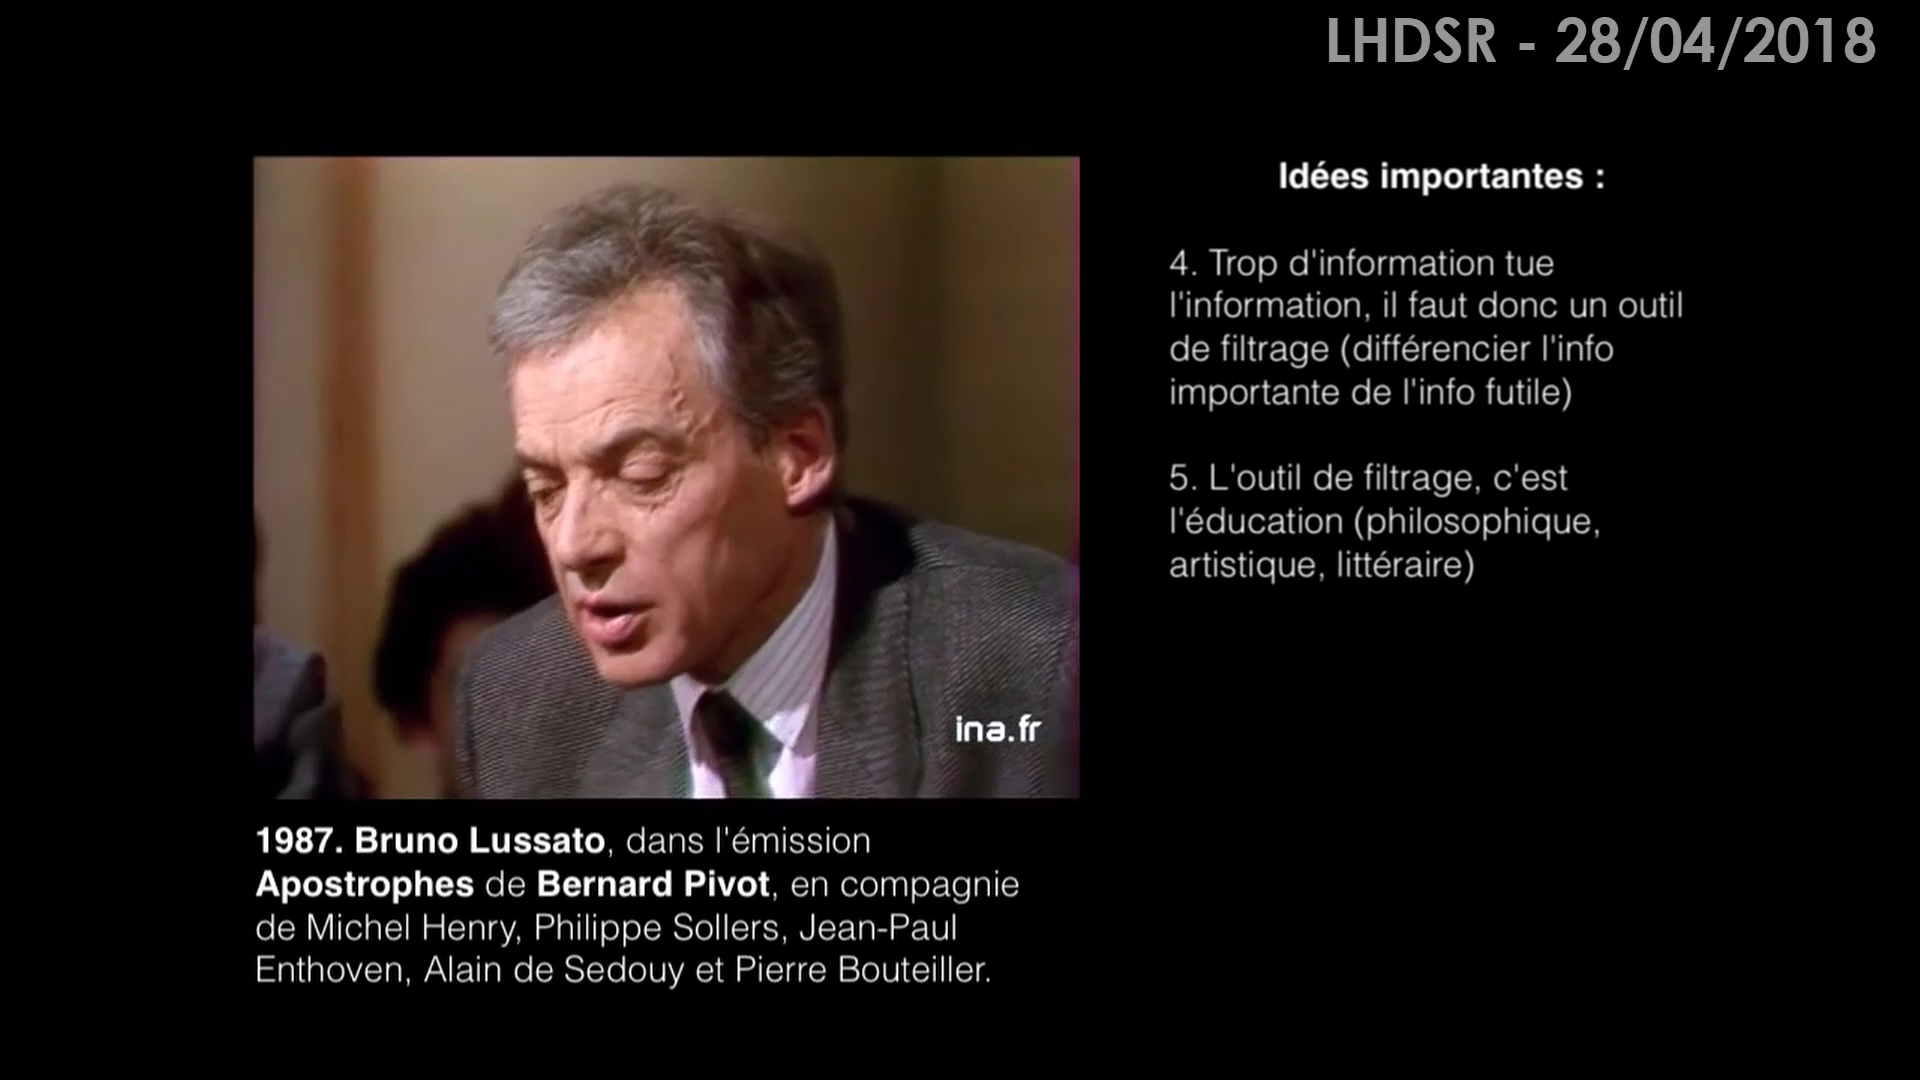 LHDSR - 28/04/2018
Idées importantes :
4. Trop d'information tue
l'information, il faut donc un outil
de filtrage (différencier l'info
importante de l'info futile)
5. L'outil de filtrage, c'est
l'éducation (philosophique,
artistique, littéraire)
ina.fr
1987. Bruno Lussato, dans l'émission
Apostrophes de Bernard Pivot, en compagnie
de Michel Henry, Philippe Sollers, Jean-Paul
Enthoven, Alain de Sedouy et Pierre Bouteiller.